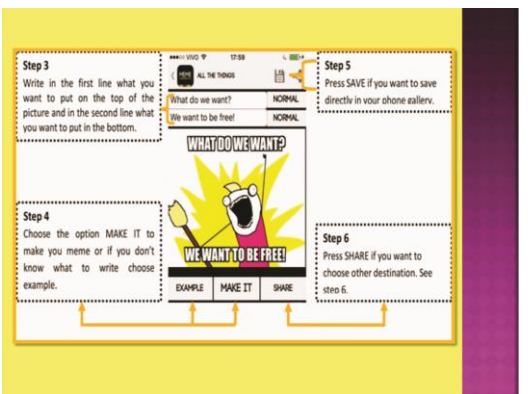 Step 3
Write in the first line what you
want to put on the top of the
picture and in the second line what
you want to put in the bottom.
Step 4
Choose the option MAKE IT to
make you meme or if you don't
know what to write choose
example.
VIVO 17:59
MEME ALL THE THINGS
What do we want? NORMAL
We want to be free! NORMAL
WHAT DO WE WANT?
WE WANT TO BE FREE!
EXAMPLE MAKE IT SHARE
Step 5
Press SAVE if you want to save
directly in your phone gallery.
Step 6
Press SHARE if you want to
choose other destination. See
step 6.